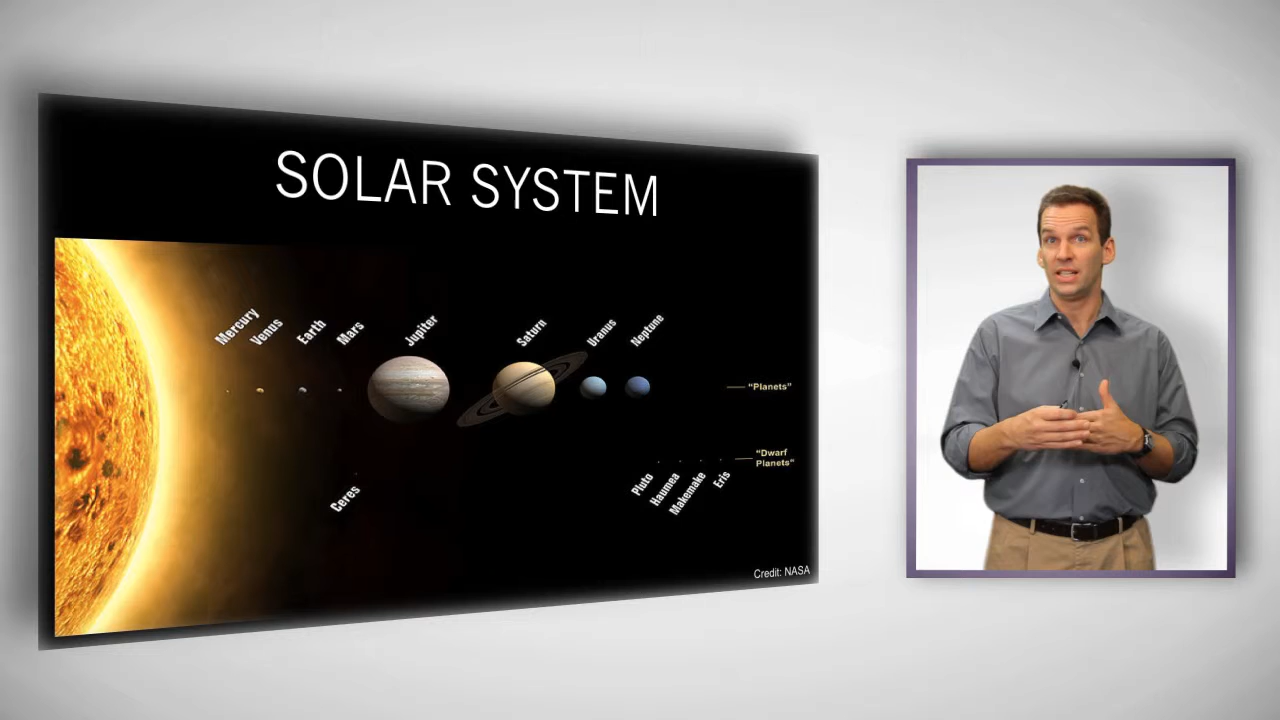 SOLAR SYSTEM
Mercury
Venus
Earth
Mars
Jupiter
Saturn
Uranus
Neptune
"Planets"
Ceres
Pluto
Haumea
Makemake
Eris
"Dwarf
Planets"
Credit: NASA